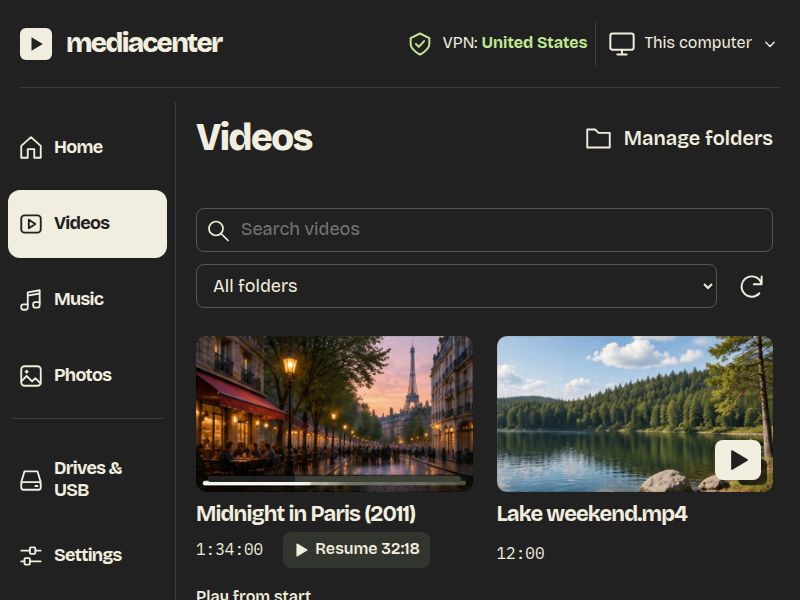 mediacenter
VPN: United States
This computer
Home
Videos
Music
Photos
Drives &
USB
Settings
Videos
Manage folders
Search videos
All folders
Midnight in Paris (2011)
1:34:00
Resume 32:18
Play from start
Lake weekend.mp4
12:00